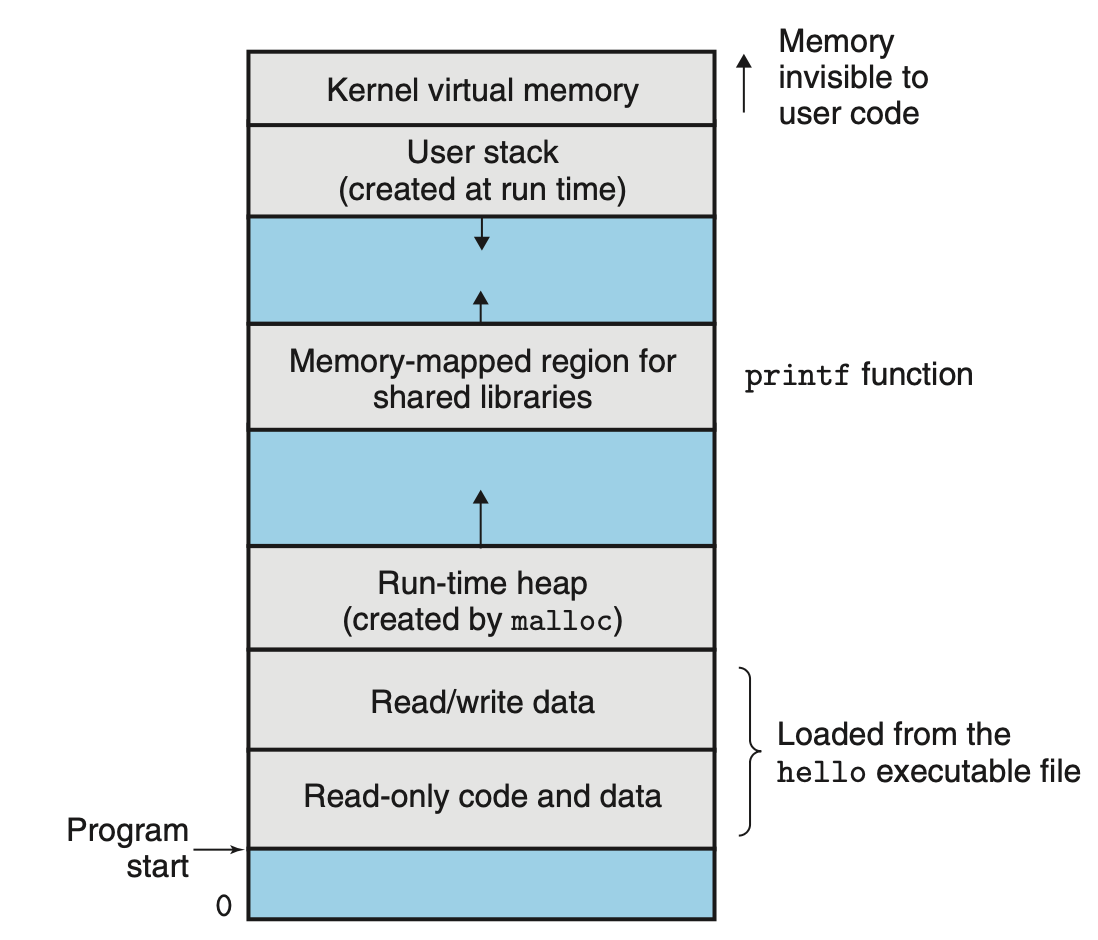 Memory
invisible to
user code
Kernel virtual memory
User stack
(created at run time)
Memory-mapped region for
shared libraries
printf function
Run-time heap
(created by malloc)
Read/write data
Loaded from the
hello executable file
Read-only code and data
Program
start
0